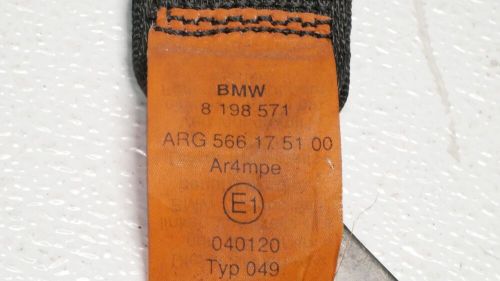 BMW
8 198 571
ARG 566 17 51 00
Ar4mpe
E1
040120
Typ 049